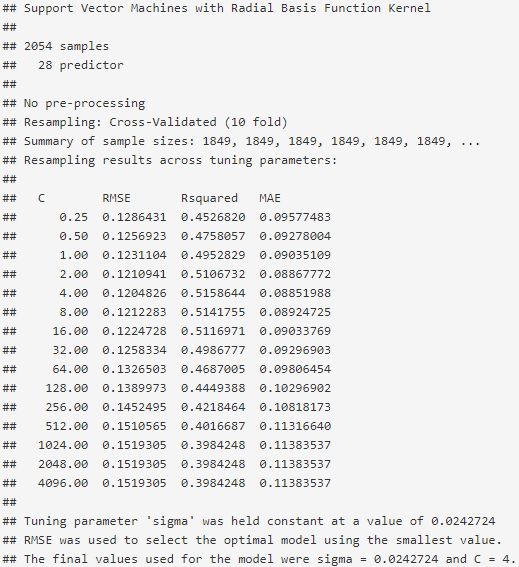 ## Support Vector Machines with Radial Basis Function Kernel
##
## 2054 samples
##   28 predictor
##
## No pre-processing
## Resampling: Cross-Validated (10 fold)
## Summary of sample sizes: 1849, 1849, 1849, 1849, 1849, 1849, ...
## Resampling results across tuning parameters:
##
##   C        RMSE       Rsquared   MAE
##      0.25  0.1286431  0.4526820  0.09577483
##      0.50  0.1256923  0.4758057  0.09278004
##      1.00  0.1231104  0.4952829  0.09035109
##      2.00  0.1210941  0.5106732  0.08867772
##      4.00  0.1204826  0.5158644  0.08851988
##      8.00  0.1212283  0.5141755  0.08924725
##     16.00  0.1224728  0.5116971  0.09033769
##     32.00  0.1258334  0.4986777  0.09296903
##     64.00  0.1326503  0.4687005  0.09806454
##    128.00  0.1389973  0.4449388  0.10296902
##    256.00  0.1452495  0.4218464  0.10818173
##    512.00  0.1510565  0.4016687  0.11316640
##   1024.00  0.1519305  0.3984248  0.11383537
##   2048.00  0.1519305  0.3984248  0.11383537
##   4096.00  0.1519305  0.3984248  0.11383537
##
## Tuning parameter 'sigma' was held constant at a value of 0.0242724
## RMSE was used to select the optimal model using the smallest value.
## The final values used for the model were sigma = 0.0242724 and C = 4.